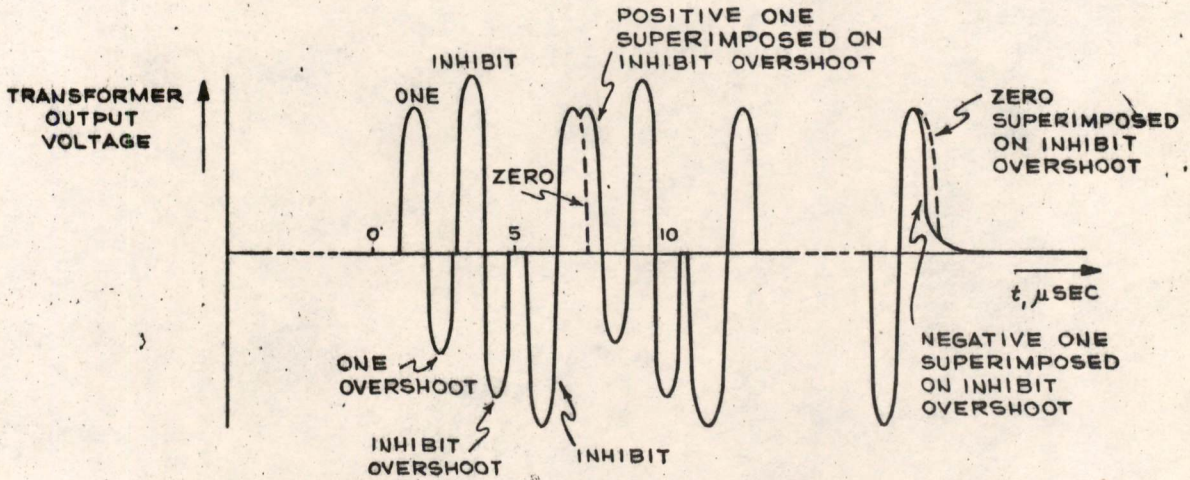 POSITIVE ONE
SUPERIMPOSED ON
INHIBIT OVERSHOOT
INHIBIT
TRANSFORMER
OUTPUT
VOLTAGE
ONE
ZERO
SUPERIMPOSED
ON INHIBIT
OVERSHOOT
ZERO
0
5
10
t, μSEC
ONE
OVERSHOOT
NEGATIVE ONE
SUPERIMPOSED
ON INHIBIT
OVERSHOOT
INHIBIT
OVERSHOOT
INHIBIT